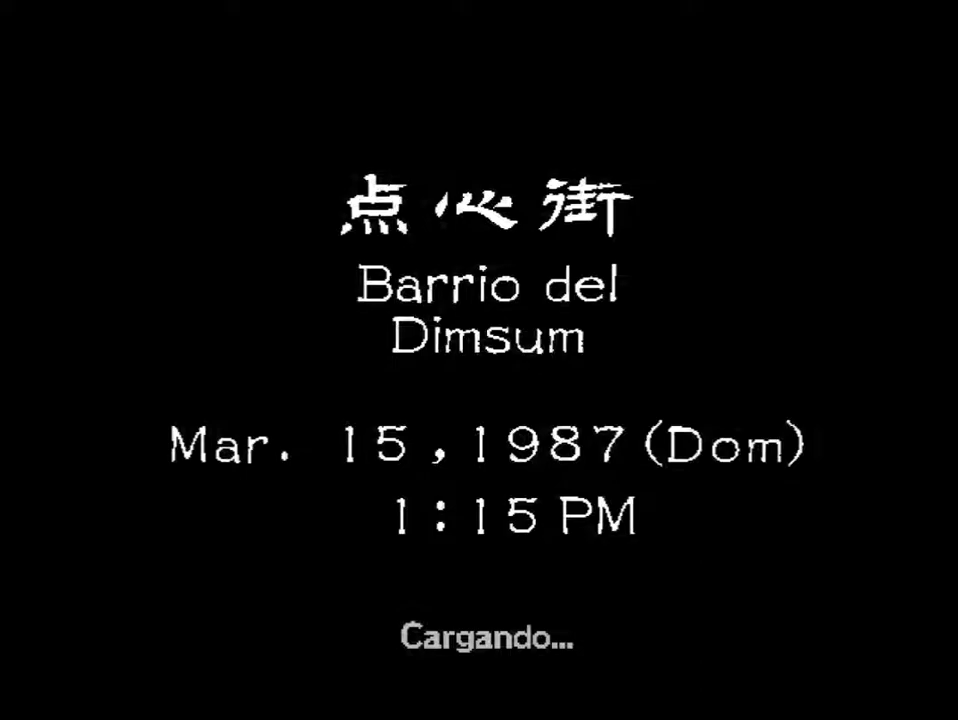 点心街
Barrio del
Dimsum
Mar. 15,1987(Dom)
1:15 PM
Cargando...